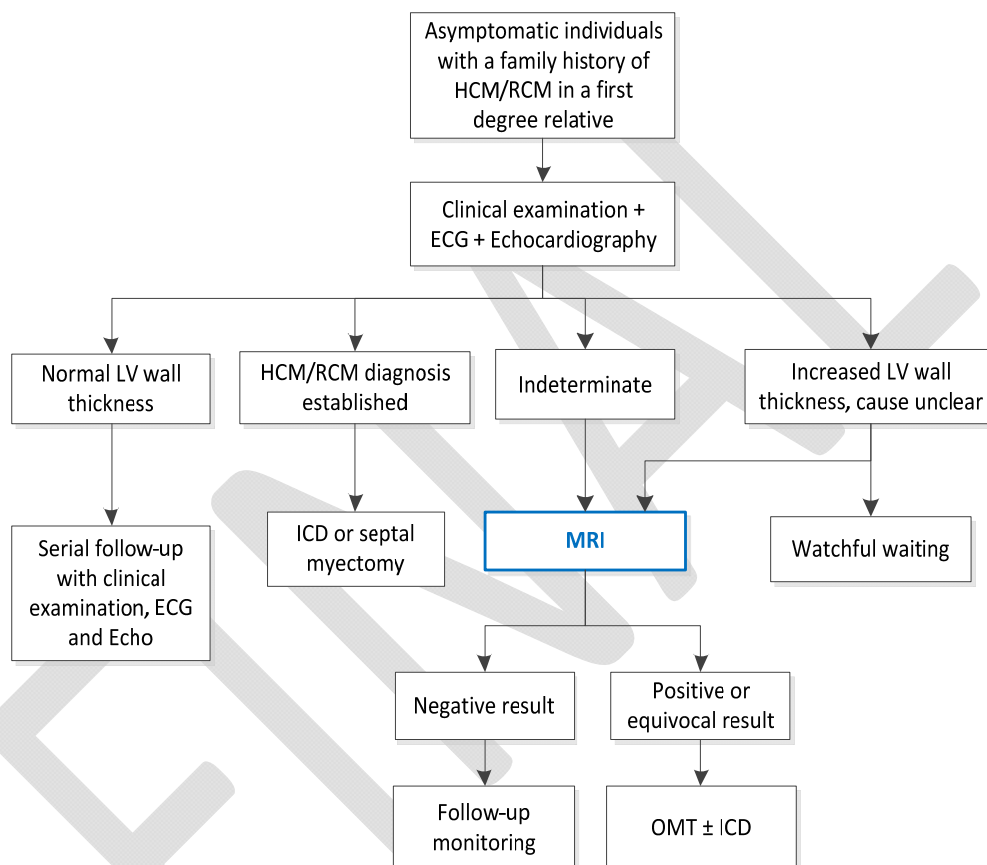 Asymptomatic individuals
with a family history of
HCM/RCM in a first
degree relative
Clinical examination +
ECG + Echocardiography
Normal LV wall
thickness
HCM/RCM diagnosis
established
Indeterminate
Increased LV wall
thickness, cause unclear
Serial follow-up
with clinical
examination, ECG
and Echo
ICD or septal
myectomy
MRI
Watchful waiting
Negative result
Positive or
equivocal result
Follow-up
monitoring
OMT ± ICD
FINAL